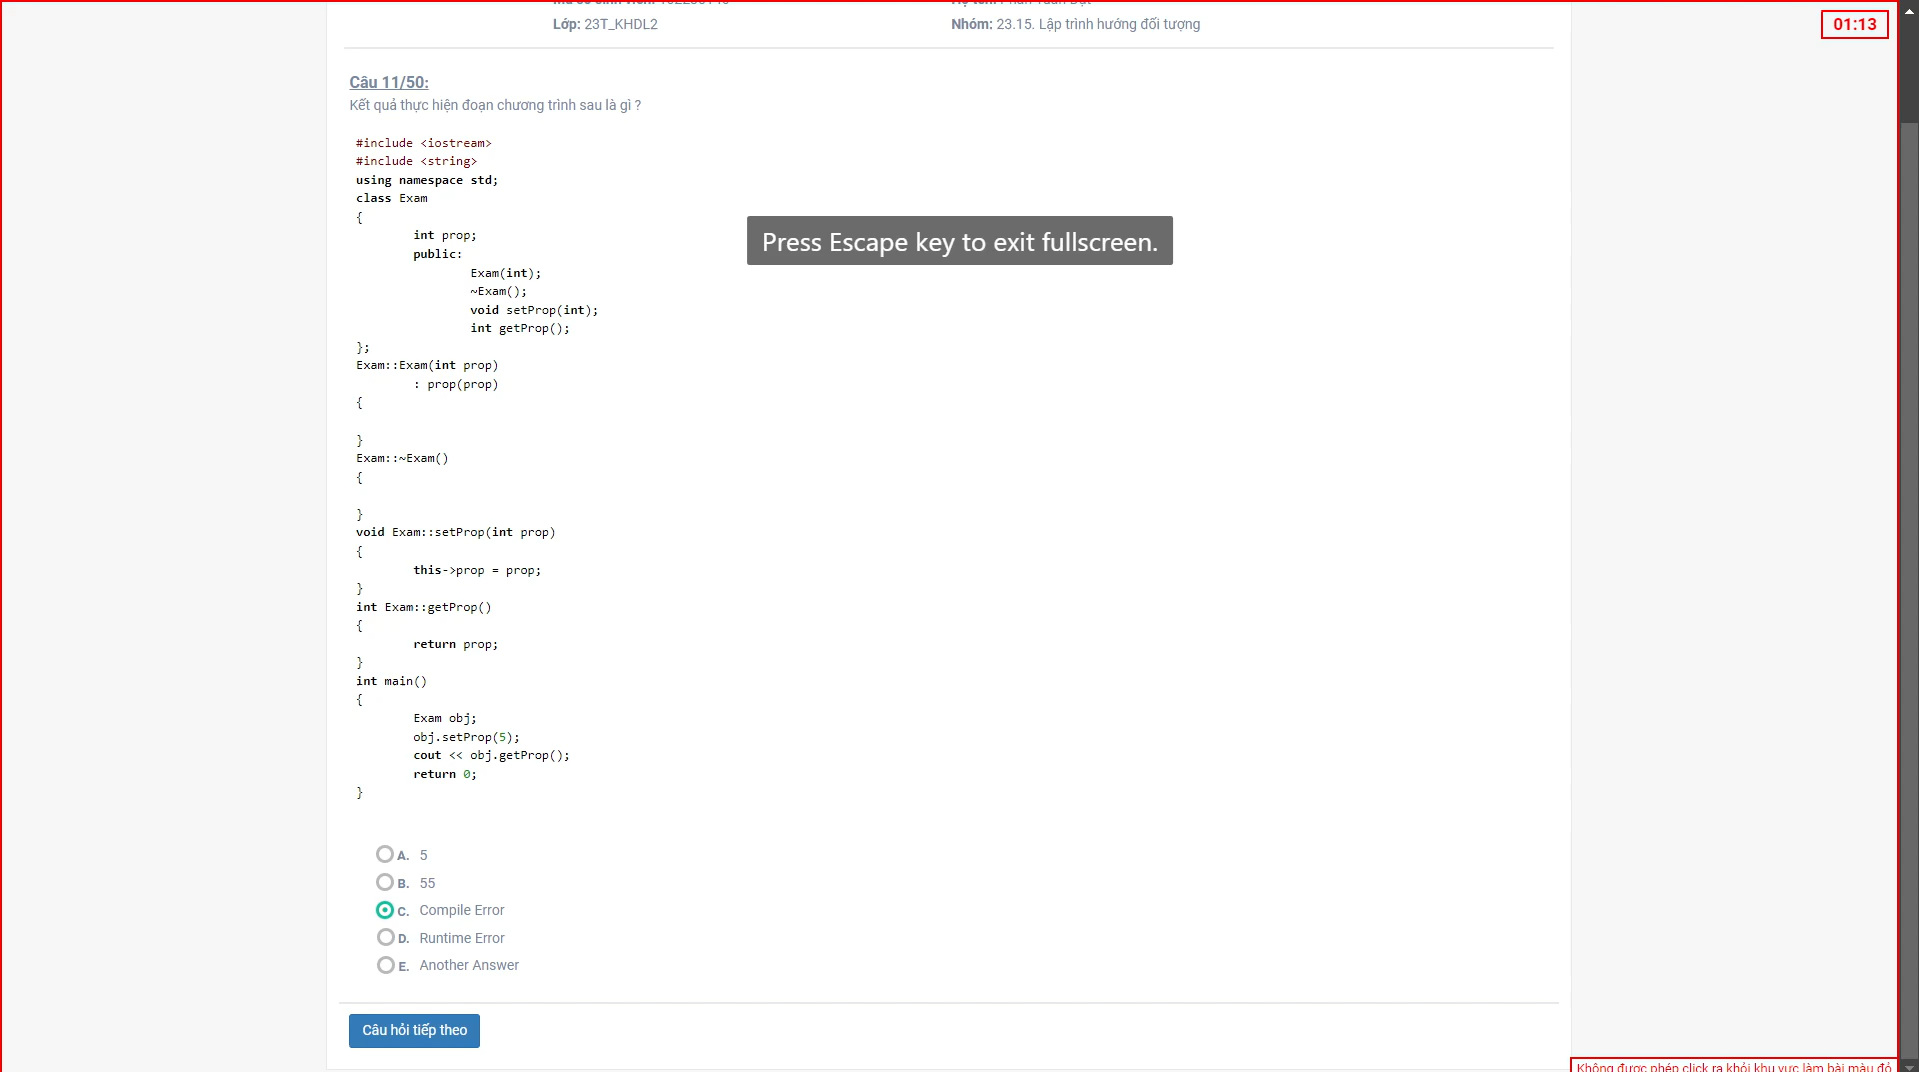 Lớp: 23T_KHDL2
Nhóm: 23.15. Lập trình hướng đối tượng
01:13
Câu 11/50:
Kết quả thực hiện đoạn chương trình sau là gì ?
#include <iostream>
#include <string>
using namespace std;
class Exam
{
int prop;
public:
Exam(int);
~Exam();
void setProp(int);
int getProp();
};
Exam::Exam(int prop)
: prop(prop)
{
}
Exam::~Exam()
{
}
void Exam::setProp(int prop)
{
this->prop = prop;
}
int Exam::getProp()
{
return prop;
}
int main()
{
Exam obj;
obj.setProp(5);
cout << obj.getProp();
return 0;
}
Press Escape key to exit fullscreen.
A. 5
B. 55
C. Compile Error
D. Runtime Error
E. Another Answer
Câu hỏi tiếp theo
Không được phép click ra khỏi khu vực làm bài màu đỏ